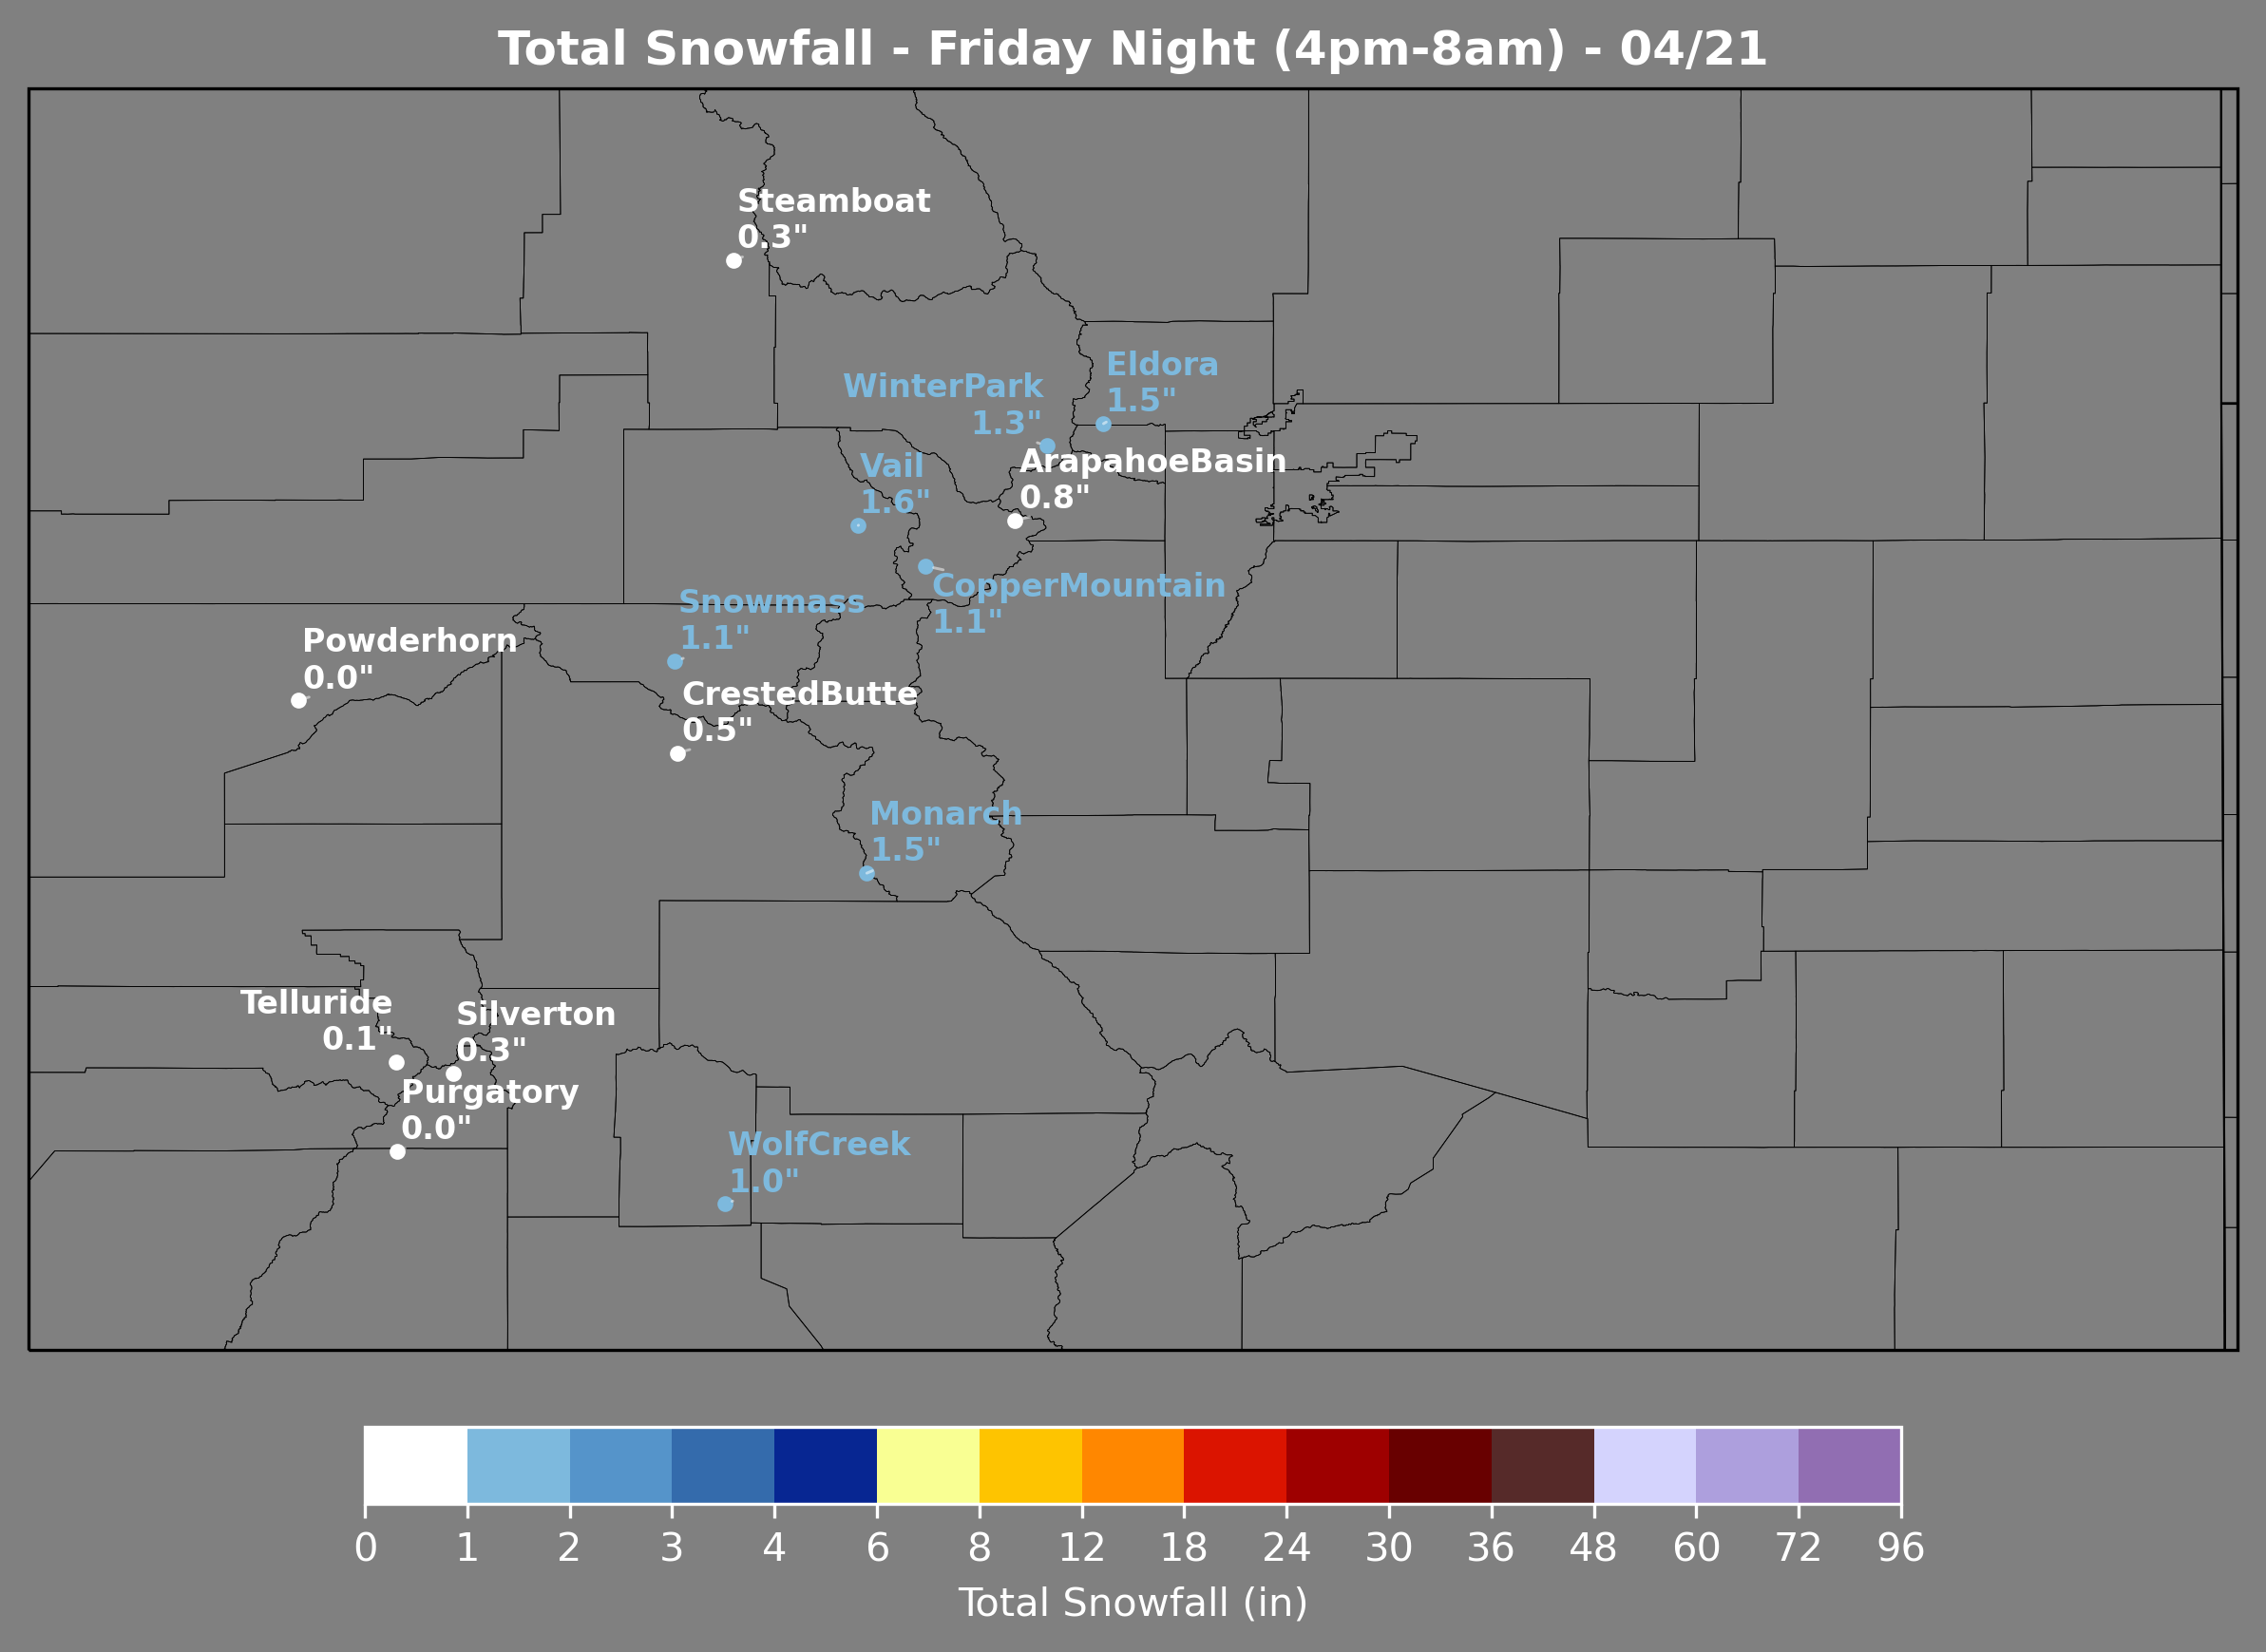 Total Snowfall - Friday Night (4pm-8am) - 04/21
Steamboat
0.3"
Eldora
1.5"
WinterPark
1.3"
ArapahoeBasin
0.8"
Vail
1.6"
CopperMountain
1.1"
Snowmass
1.1"
Powderhorn
0.0"
CrestedButte
0.5"
Monarch
1.5"
Telluride
0.1"
Silverton
0.3"
Purgatory
0.0"
WolfCreek
1.0"
0 1 2 3 4 6 8 12 18 24 30 36 48 60 72 96
Total Snowfall (in)